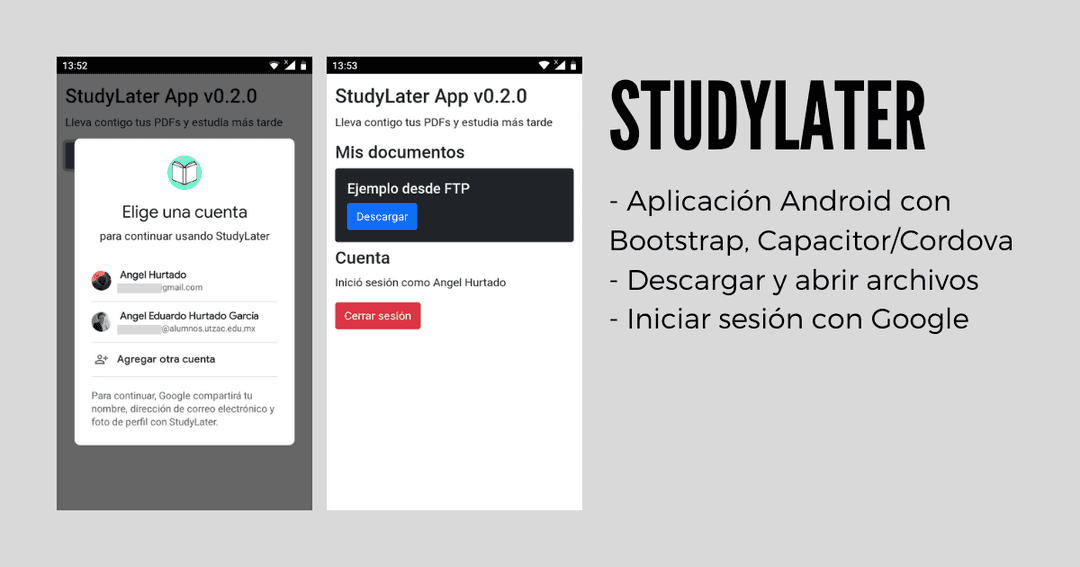 13:52
StudyLater App v0.2.0
Lleva contigo tus PDFs y estudia más tarde
Elige una cuenta
para continuar usando StudyLater
Angel Hurtado
gmail.com
Angel Eduardo Hurtado García
@alumnos.utzac.edu.mx
Agregar otra cuenta
Para continuar, Google compartirá tu
nombre, dirección de correo electrónico y
foto de perfil con StudyLater.
13:53
StudyLater App v0.2.0
Lleva contigo tus PDFs y estudia más tarde
Mis documentos
Ejemplo desde FTP
Descargar
Cuenta
Inició sesión como Angel Hurtado
Cerrar sesión
STUDYLATER
- Aplicación Android con
Bootstrap, Capacitor/Cordova
- Descargar y abrir archivos
- Iniciar sesión con Google